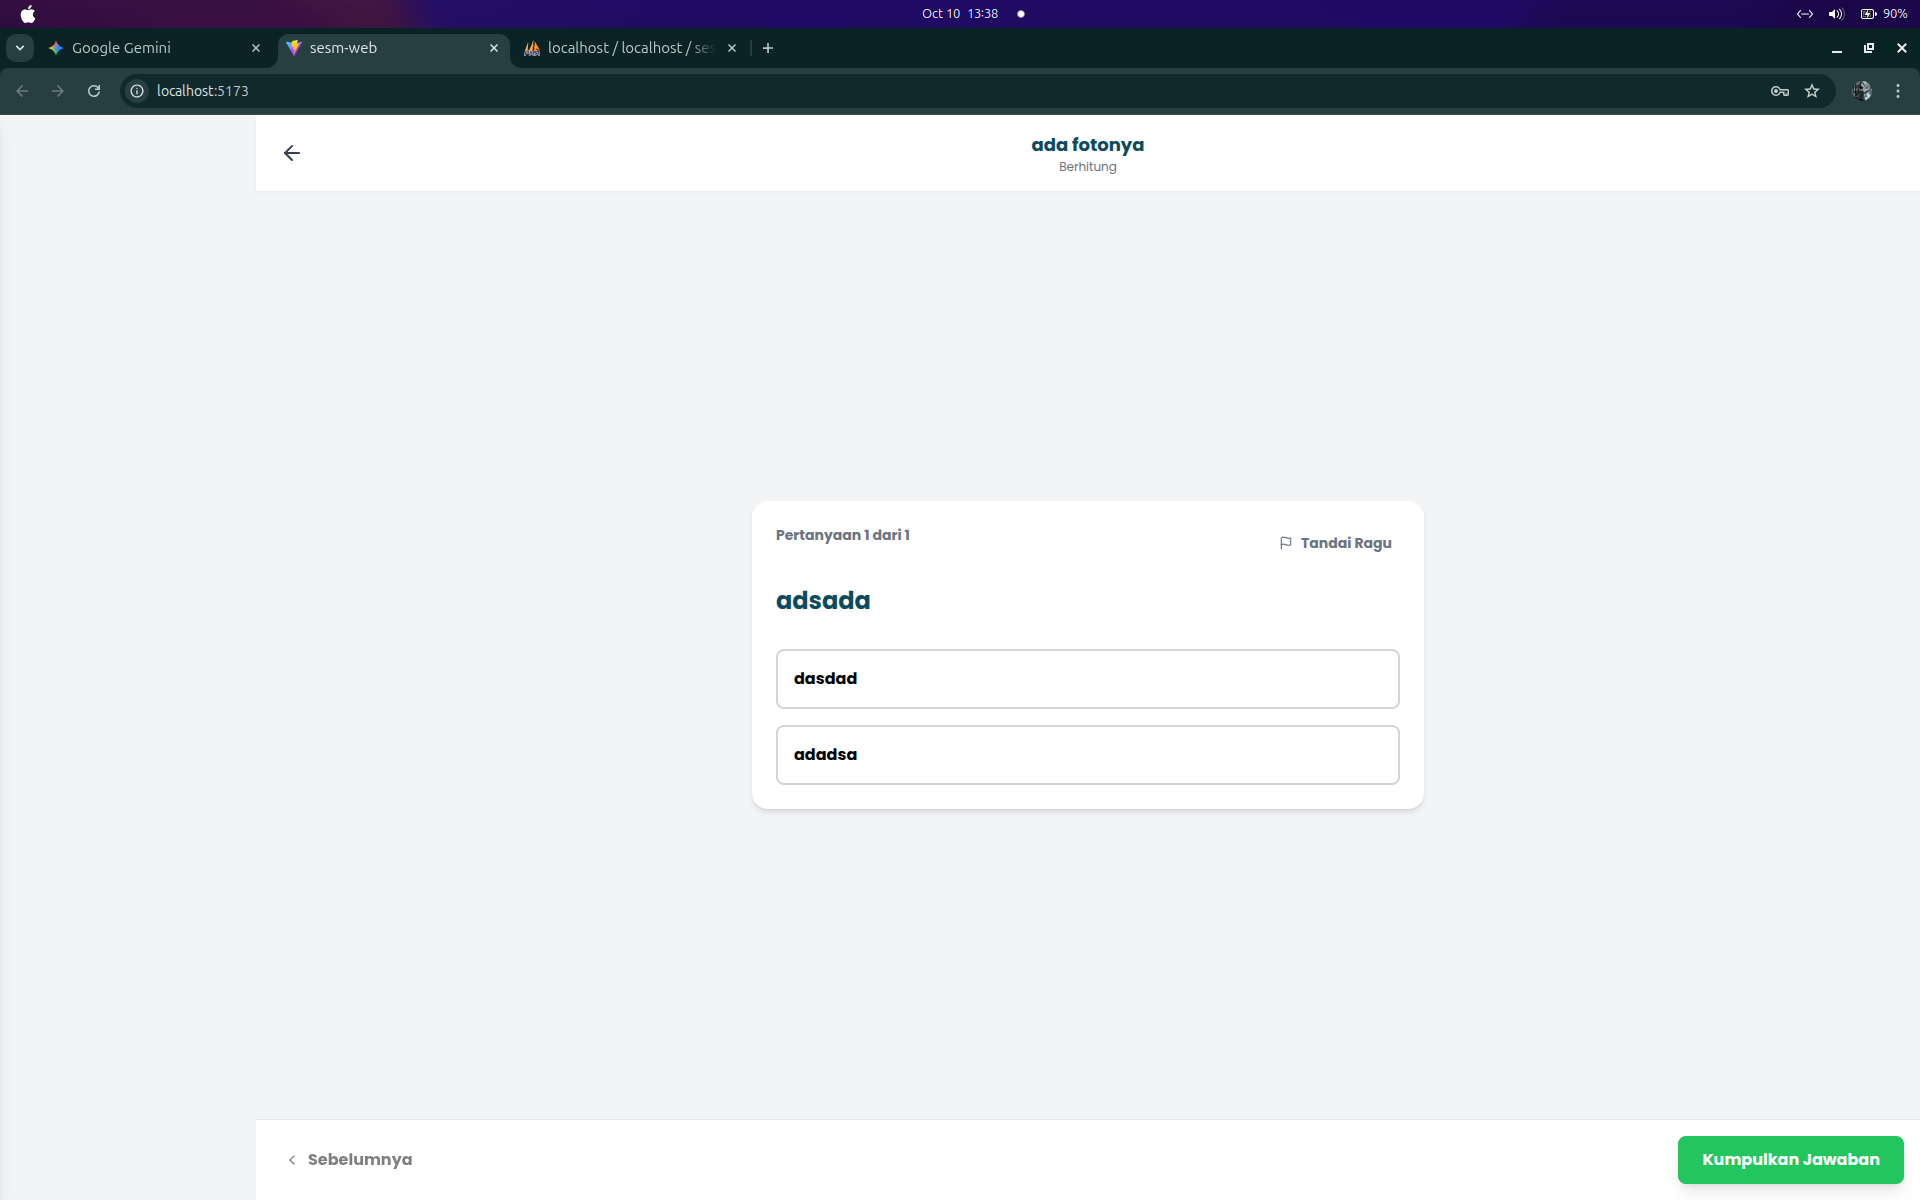 Oct 10 13:38
90%
Google Gemini
sesm-web
localhost / localhost / ses
localhost:5173
ada fotonya
Berhitung
Pertanyaan 1 dari 1
Tandai Ragu
adsada
dasdad
adadsa
Sebelumnya
Kumpulkan Jawaban